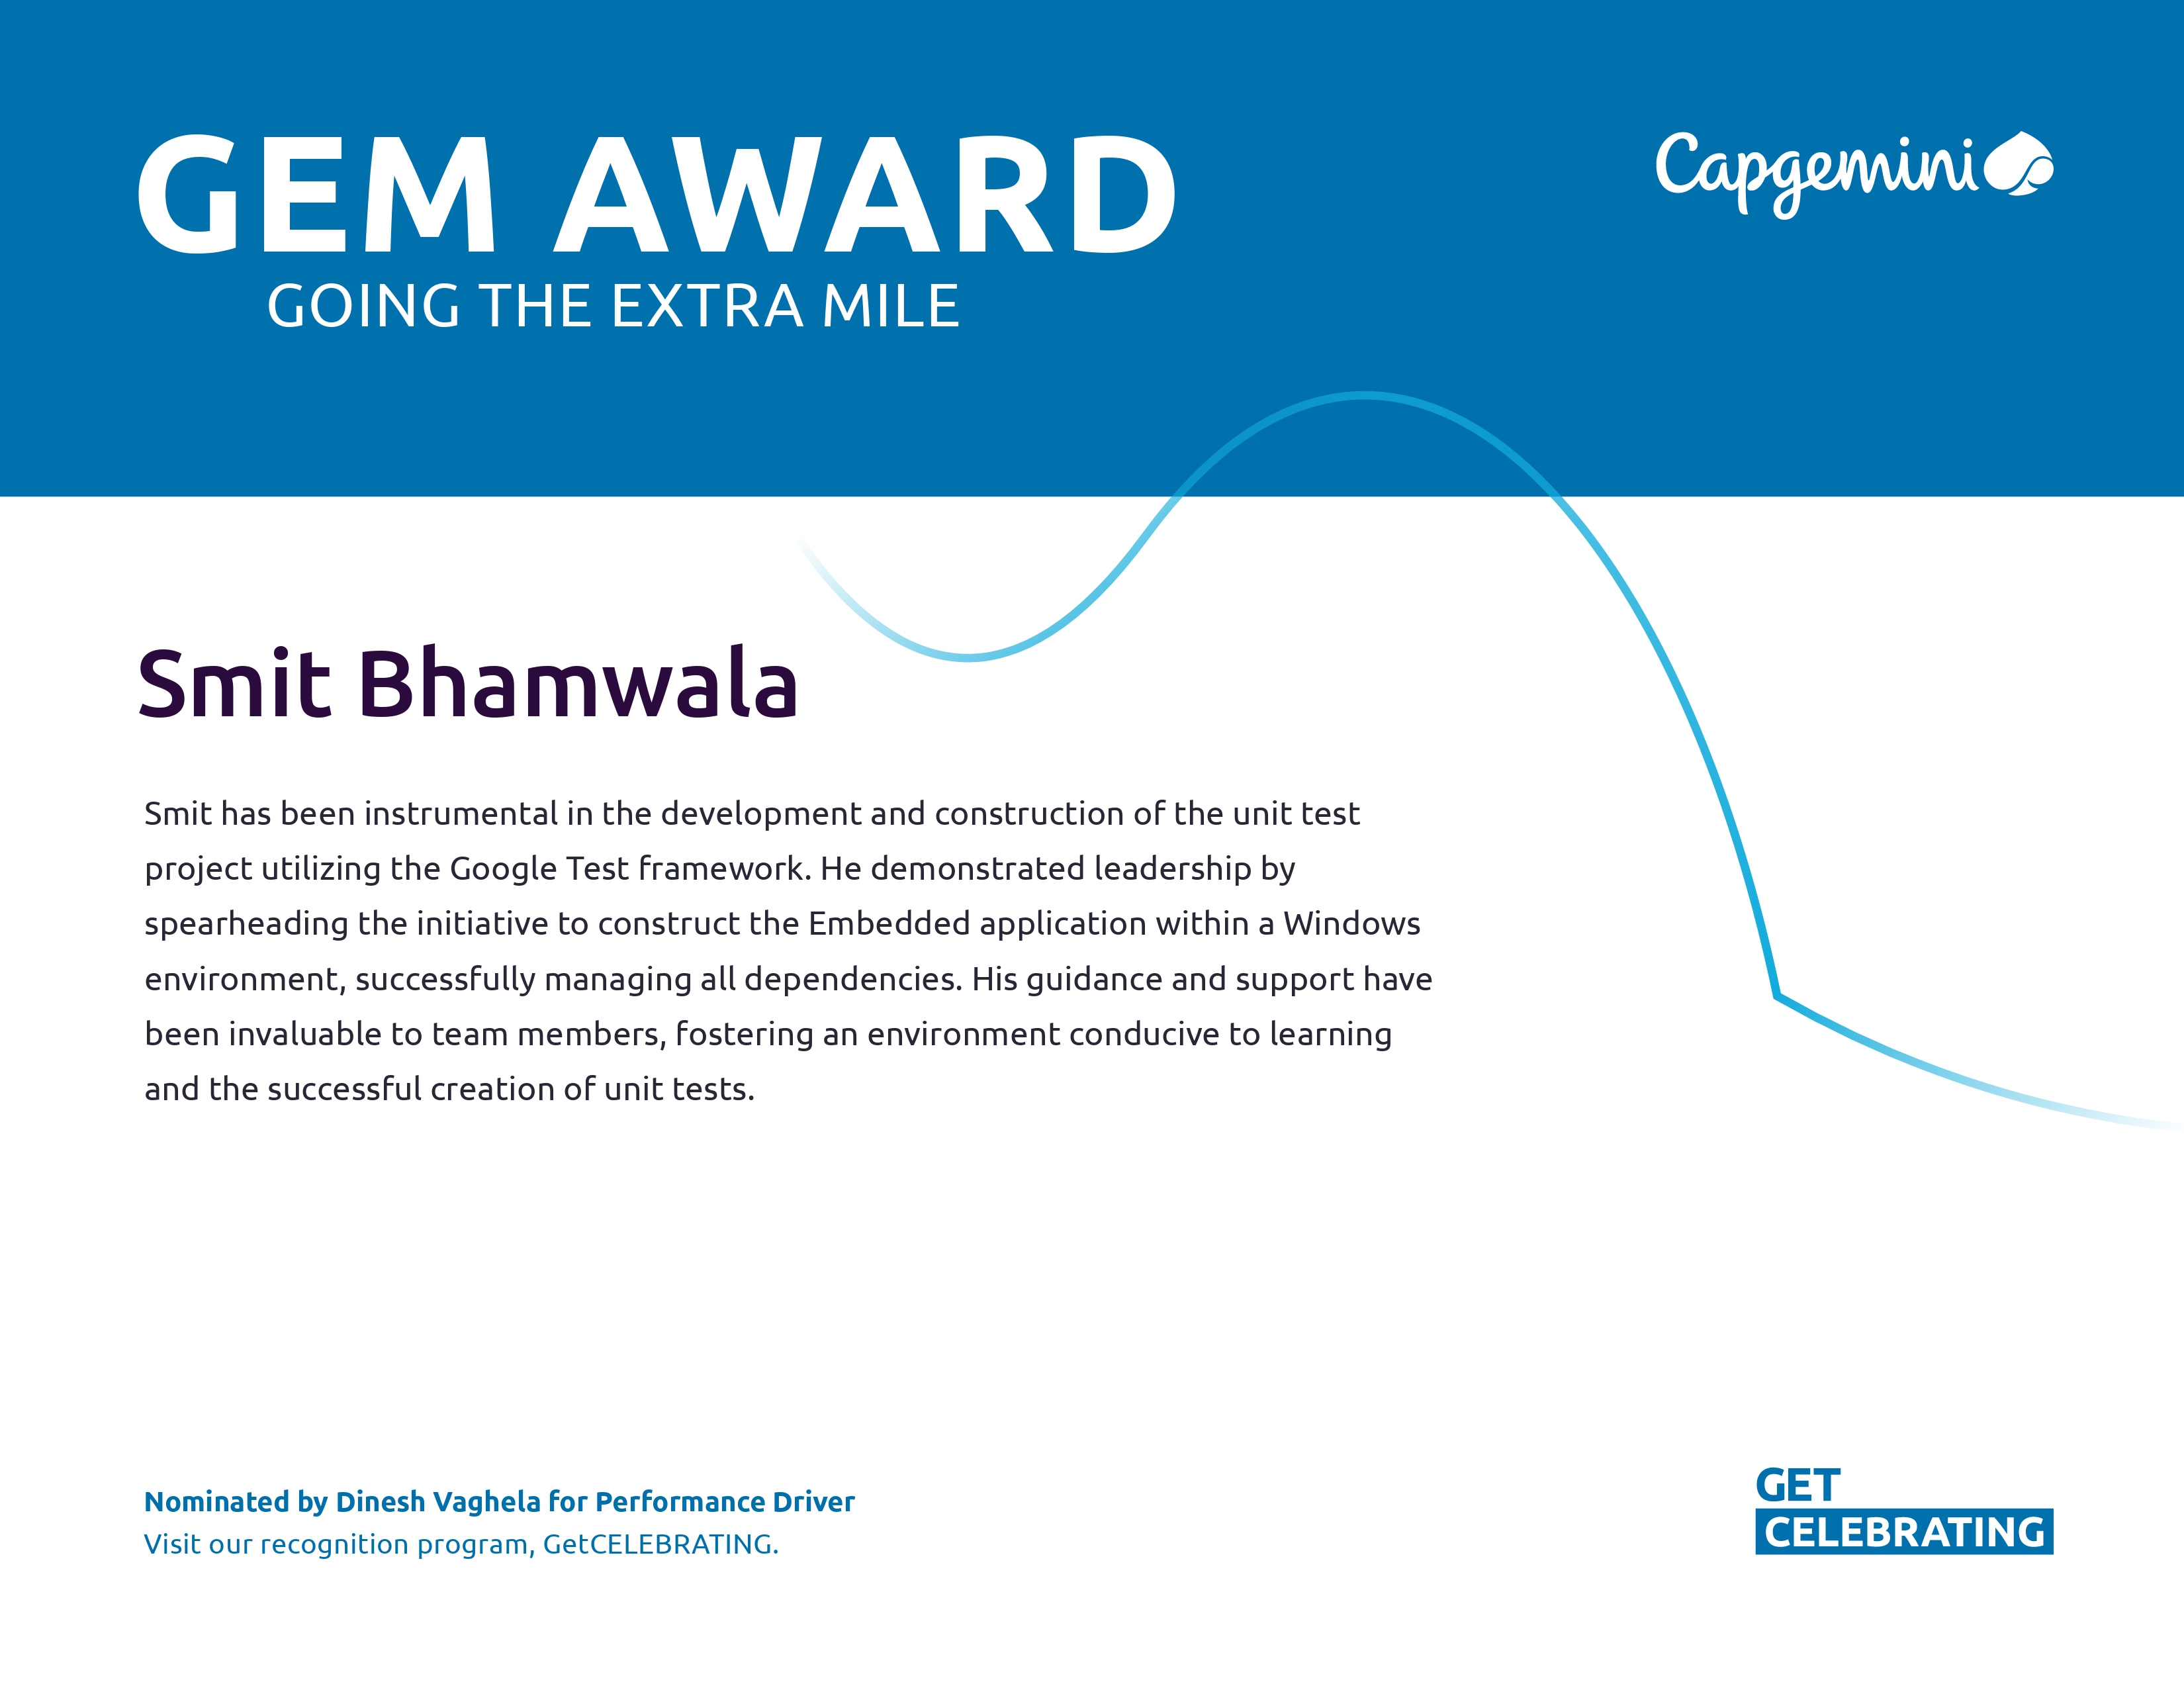 GEM AWARD
Capgemini
GOING THE EXTRA MILE
Smit Bhamwala
Smit has been instrumental in the development and construction of the unit test
project utilizing the Google Test framework. He demonstrated leadership by
spearheading the initiative to construct the Embedded application within a Windows
environment, successfully managing all dependencies. His guidance and support have
been invaluable to team members, fostering an environment conducive to learning
and the successful creation of unit tests.
Nominated by Dinesh Vaghela for Performance Driver
Visit our recognition program, GetCELEBRATING.
GET
CELEBRATING